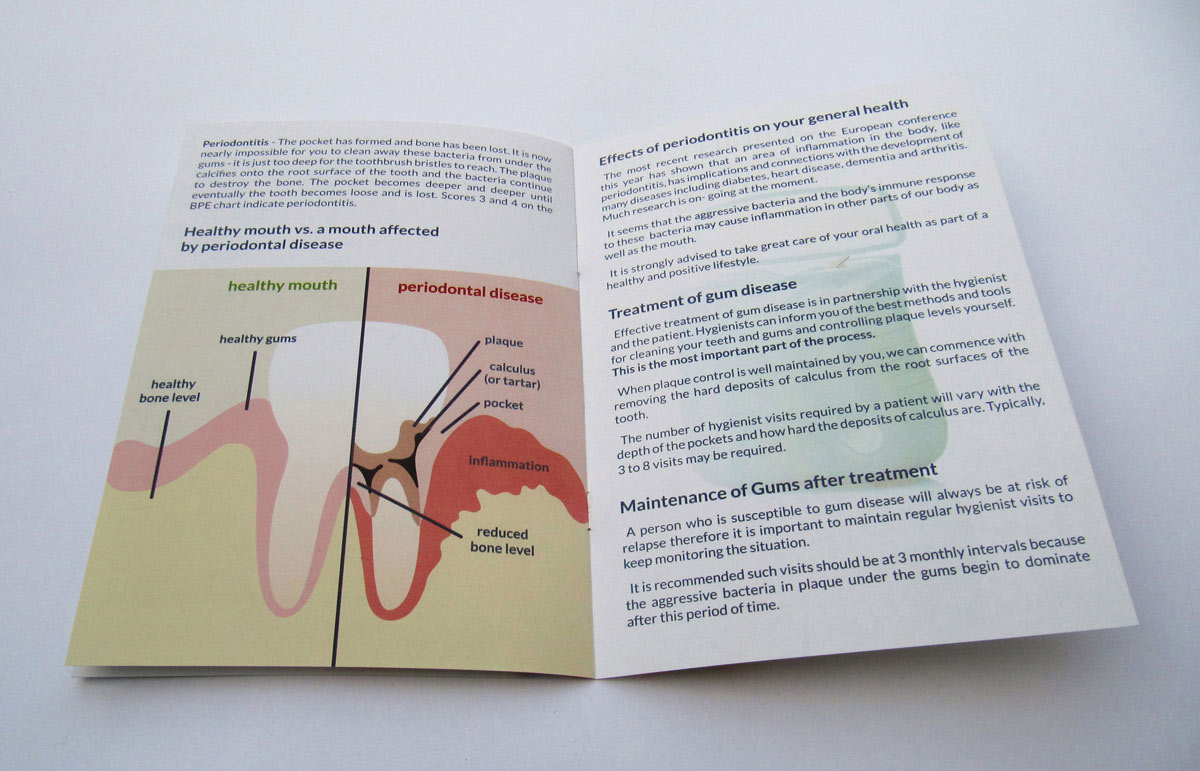 Periodontitis - The pocket has formed and bone has been lost. It is now
nearly impossible for you to clean away these bacteria from under the
gums - it is just too deep for the toothbrush bristles to reach. The plaque
calcifies onto the root surface of the tooth and the bacteria continue
to destroy the bone. The pocket becomes deeper and deeper until
eventually the tooth becomes loose and is lost. Scores 3 and 4 on the
BPE chart indicate periodontitis.
Healthy mouth vs. a mouth affected
by periodontal disease
healthy mouth
periodontal disease
healthy gums
healthy
bone level
plaque
calculus
(or tartar)
pocket
inflammation
reduced
bone level
Effects of periodontitis on your general health
The most recent research presented on the European conference
this year has shown that an area of inflammation in the body, like
periodontitis, has implications and connections with the development of
many diseases including diabetes, heart disease, dementia and arthritis.
Much research is on- going at the moment.
It seems that the aggressive bacteria and the body's immune response
to these bacteria may cause inflammation in other parts of our body as
well as the mouth.
It is strongly advised to take great care of your oral health as part of a
healthy and positive lifestyle.
Treatment of gum disease
Effective treatment of gum disease is in partnership with the hygienist
and the patient. Hygienists can inform you of the best methods and tools
for cleaning your teeth and gums and controlling plaque levels yourself.
This is the most important part of the process.
When plaque control is well maintained by you, we can commence with
removing the hard deposits of calculus from the root surfaces of the
tooth.
The number of hygienist visits required by a patient will vary with the
depth of the pockets and how hard the deposits of calculus are. Typically,
3 to 8 visits may be required.
Maintenance of Gums after treatment
A person who is susceptible to gum disease will always be at risk of
relapse therefore it is important to maintain regular hygienist visits to
keep monitoring the situation.
It is recommended such visits should be at 3 monthly intervals because
the aggressive bacteria in plaque under the gums begin to dominate
after this period of time.